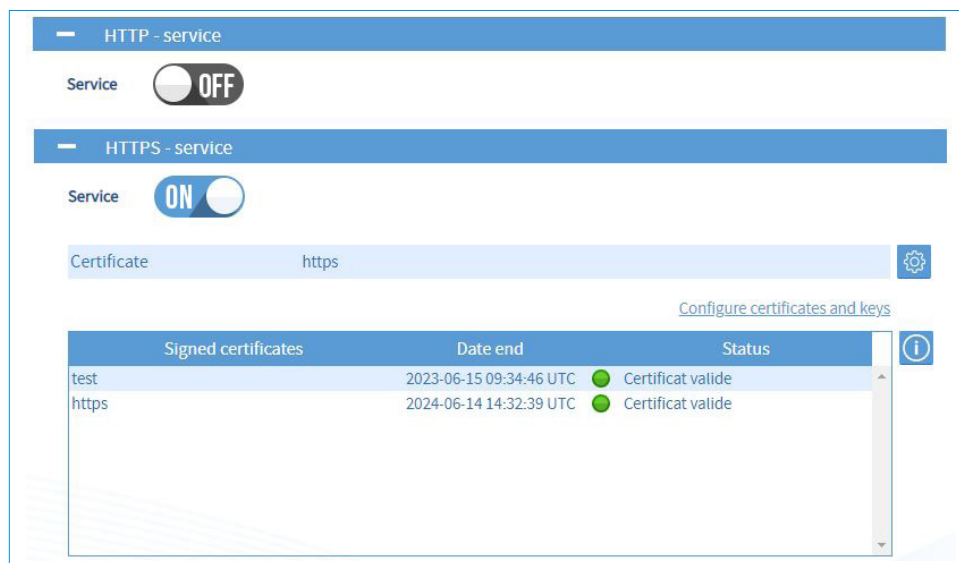 HTTP - service
Service OFF
HTTPS - service
Service ON
Certificate https
Configure certificates and keys
Signed certificates Date end Status
test 2023-06-15 09:34:46 UTC Certificat valide
https 2024-06-14 14:32:39 UTC Certificat valide